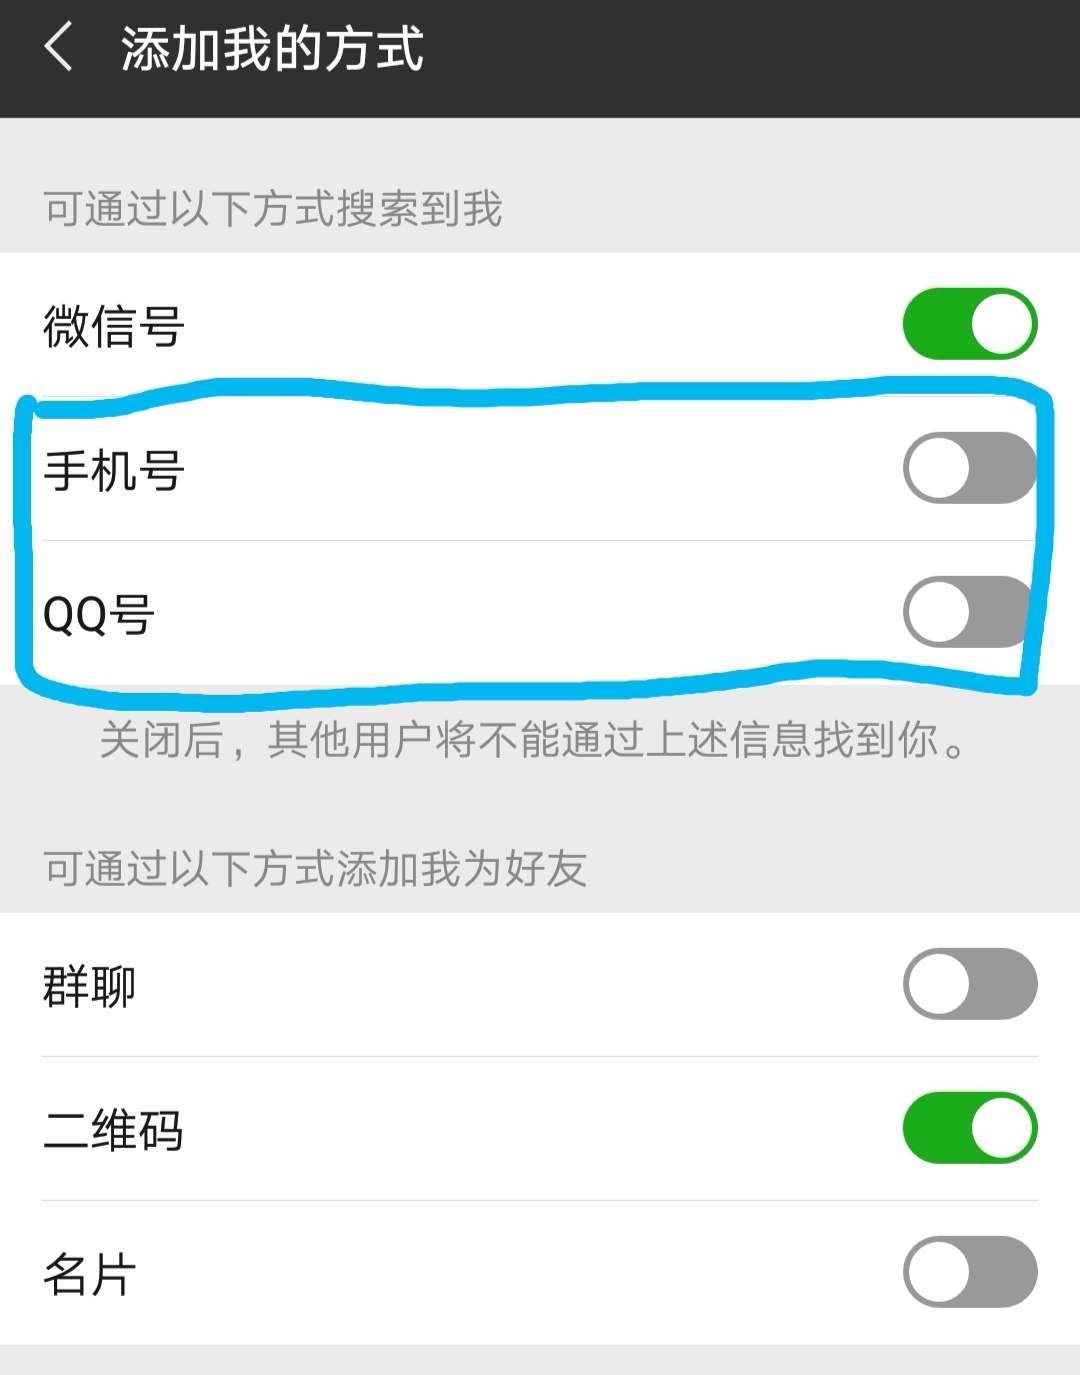 添加我的方式
可通过以下方式搜索到我
微信号
手机号
QQ号
关闭后，其他用户将不能通过上述信息找到你。
可通过以下方式添加我为好友
群聊
二维码
名片